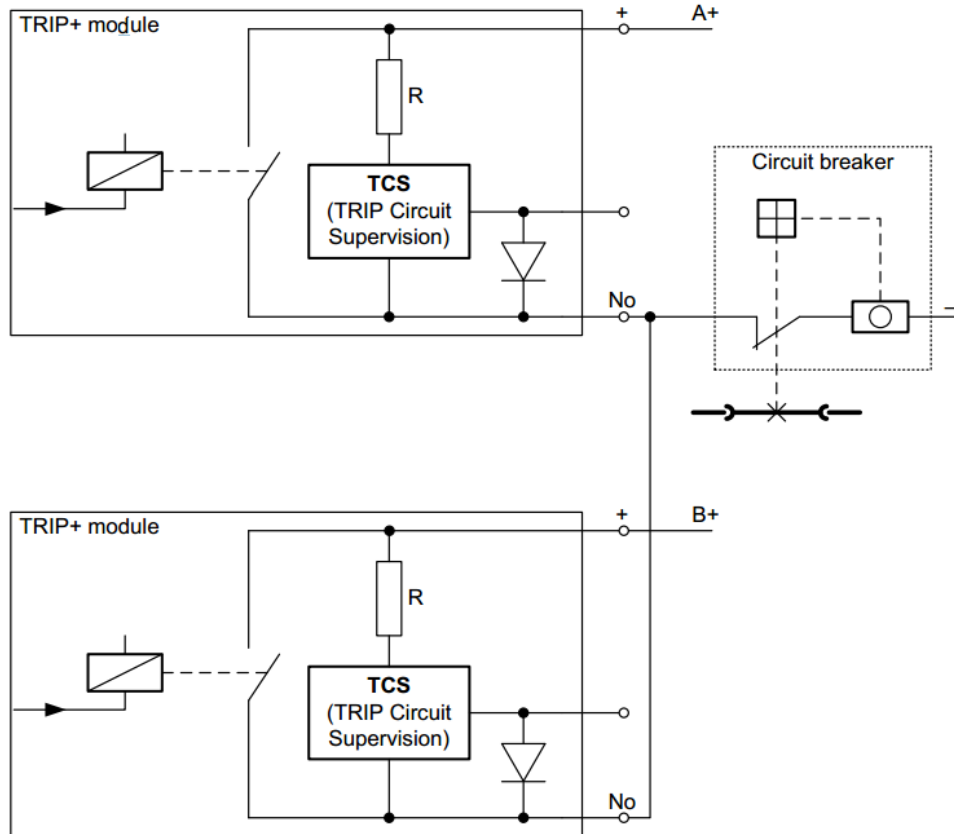 TRIP+ module
+
A+
R
TCS
(TRIP Circuit
Supervision)
No
Circuit breaker
–
TRIP+ module
+
B+
R
TCS
(TRIP Circuit
Supervision)
No